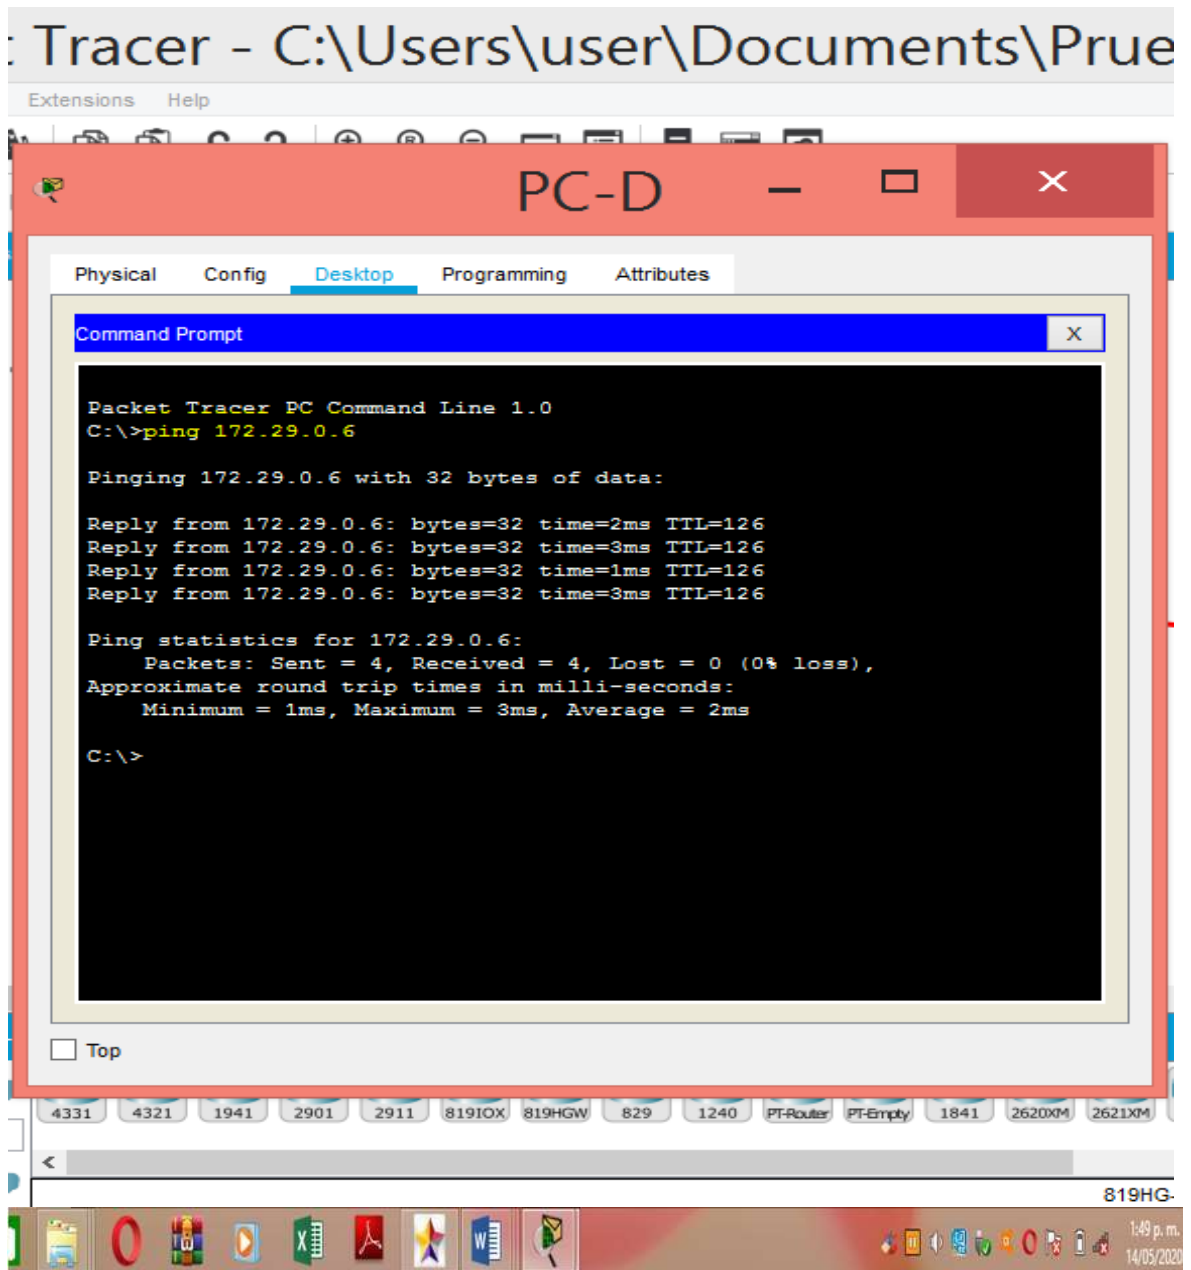 Tracer - C:\Users\user\Documents\Prue
Extensions Help
PC-D
Physical Config Desktop Programming Attributes
Command Prompt X
Packet Tracer PC Command Line 1.0
C:\>ping 172.29.0.6
Pinging 172.29.0.6 with 32 bytes of data:
Reply from 172.29.0.6: bytes=32 time=2ms TTL=126
Reply from 172.29.0.6: bytes=32 time=3ms TTL=126
Reply from 172.29.0.6: bytes=32 time=1ms TTL=126
Reply from 172.29.0.6: bytes=32 time=3ms TTL=126
Ping statistics for 172.29.0.6:
Packets: Sent = 4, Received = 4, Lost = 0 (0% loss),
Approximate round trip times in milli-seconds:
Minimum = 1ms, Maximum = 3ms, Average = 2ms
C:\>
Top
4331 4321 1941 2901 2911 819IOX 819HGW 829 1240 PT-Router PT-Empty 1841 2620XM 2621XM
819HG-
1:49 p. m.
14/05/2020